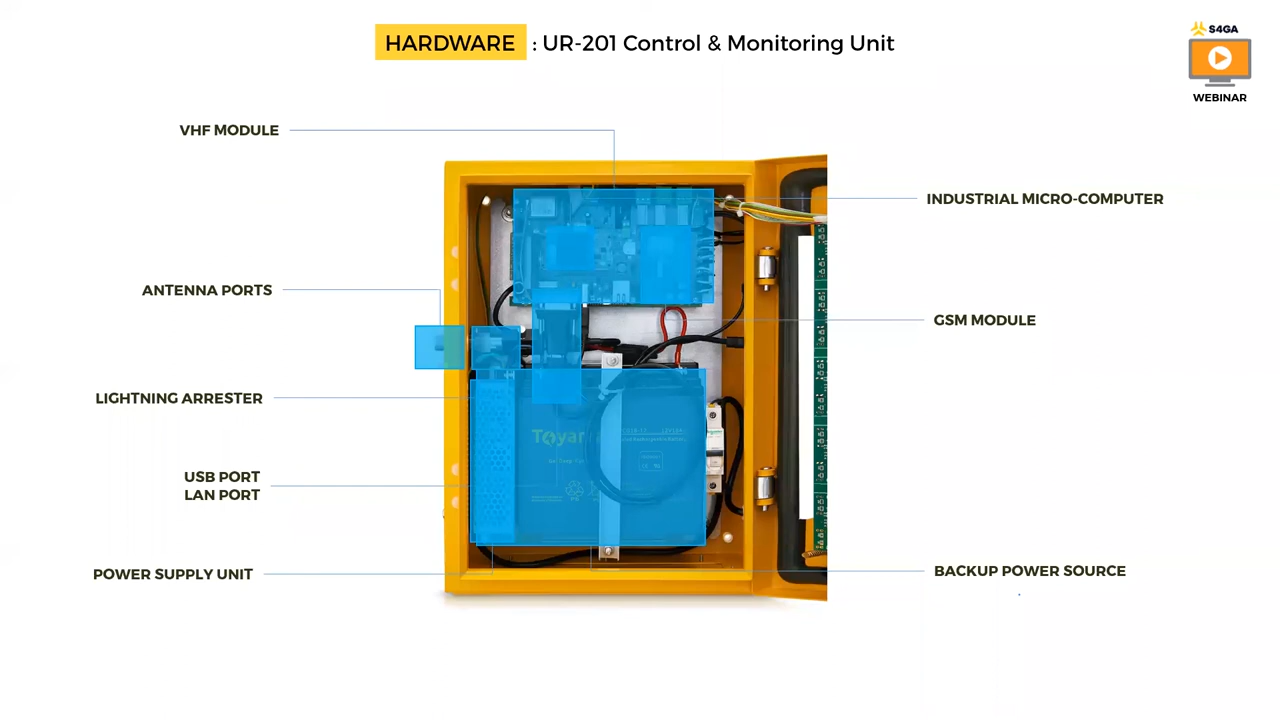 HARDWARE : UR-201 Control & Monitoring Unit
S4GA
WEBINAR
VHF MODULE
INDUSTRIAL MICRO-COMPUTER
ANTENNA PORTS
GSM MODULE
LIGHTNING ARRESTER
USB PORT
LAN PORT
POWER SUPPLY UNIT
BACKUP POWER SOURCE